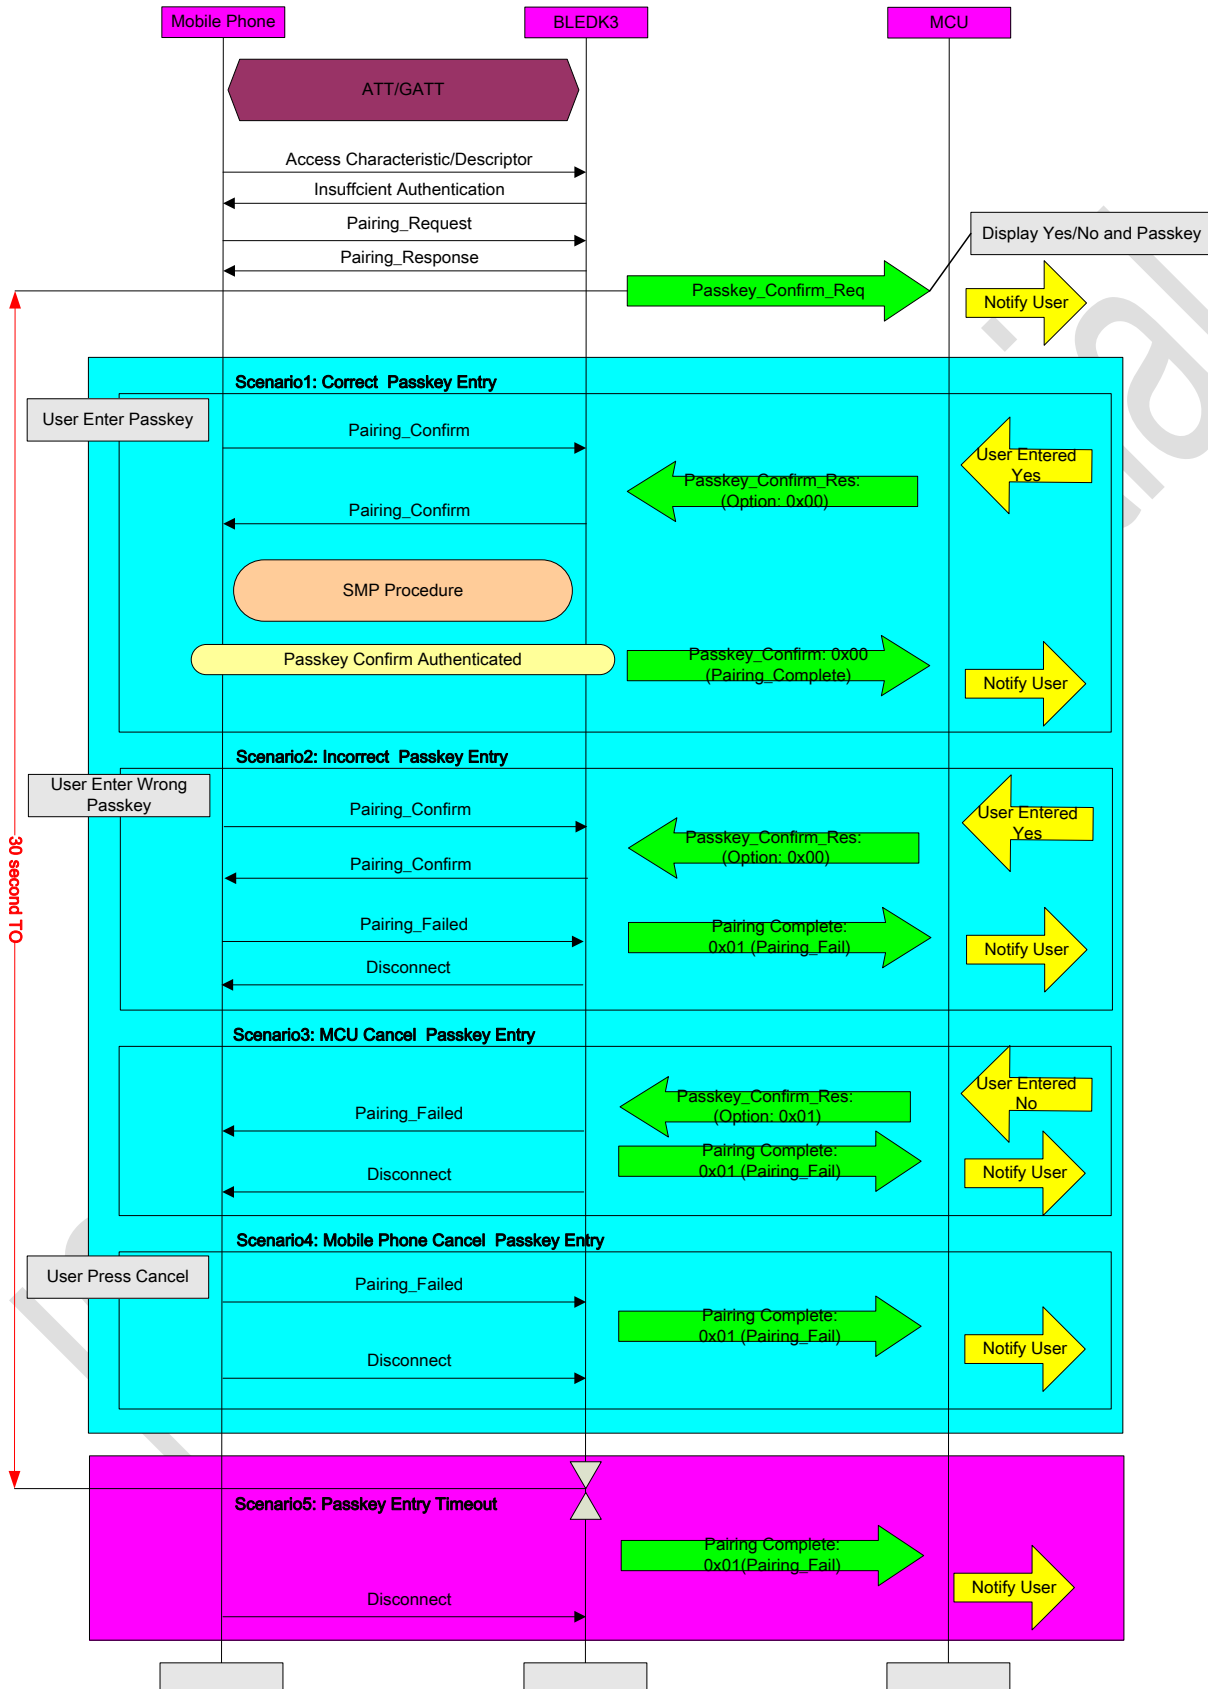 Mobile Phone
BLEDK3
MCU
ATT/GATT
Access Characteristic/Descriptor
Insuffcient Authentication
Pairing_Request
Display Yes/No and Passkey
Pairing_Response
Passkey_Confirm_Req
Notify User
30 second TO
Scenario1: Correct Passkey Entry
User Enter Passkey
Pairing_Confirm
User Entered
Yes
Passkey_Confirm_Res:
(Option: 0x00)
Pairing_Confirm
SMP Procedure
Passkey Confirm Authenticated
Passkey_Confirm: 0x00
(Pairing_Complete)
Notify User
Scenario2: Incorrect Passkey Entry
User Enter Wrong
Passkey
Pairing_Confirm
User Entered
Yes
Passkey_Confirm_Res:
(Option: 0x00)
Pairing_Confirm
Pairing_Failed
Pairing Complete:
0x01 (Pairing_Fail)
Notify User
Disconnect
Scenario3: MCU Cancel Passkey Entry
User Entered
No
Passkey_Confirm_Res:
(Option: 0x01)
Pairing_Failed
Pairing Complete:
0x01 (Pairing_Fail)
Notify User
Disconnect
Scenario4: Mobile Phone Cancel Passkey Entry
User Press Cancel
Pairing_Failed
Pairing Complete:
0x01 (Pairing_Fail)
Notify User
Disconnect
Scenario5: Passkey Entry Timeout
Pairing Complete:
0x01(Pairing_Fail)
Notify User
Disconnect